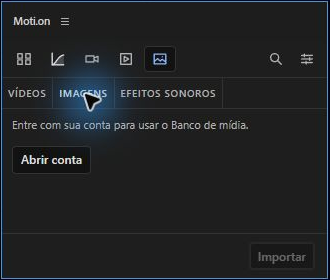 Moti.on
VÍDEOS IMAGENS EFEITOS SONOROS
Entre com sua conta para usar o Banco de mídia.
Abrir conta
Importar